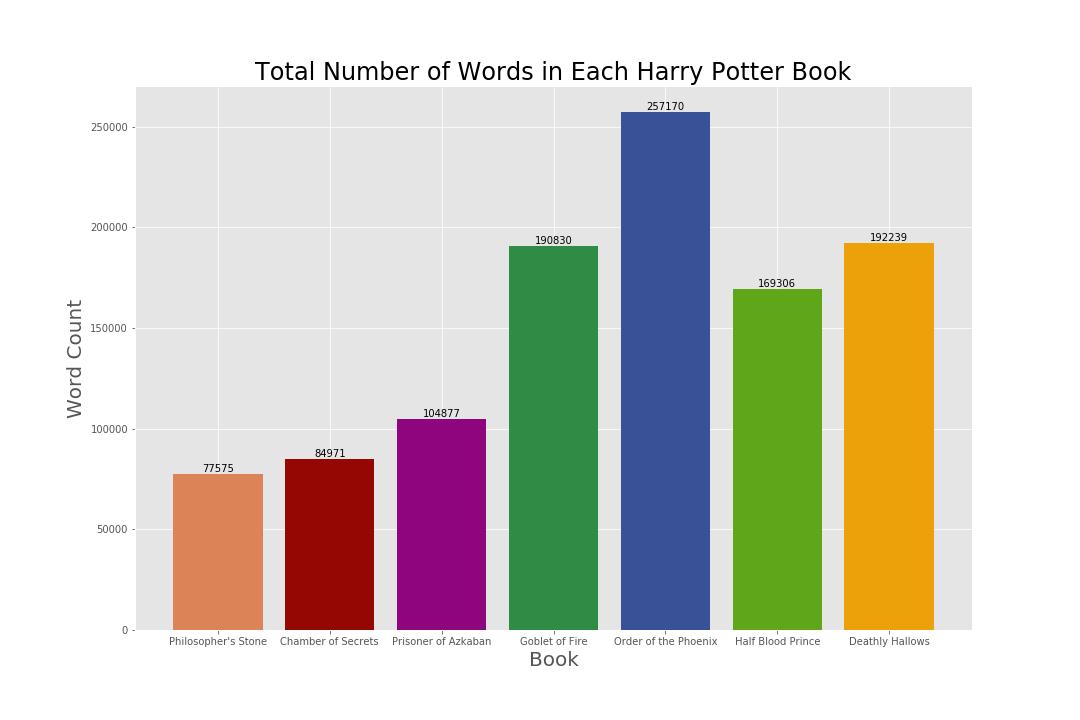 Total Number of Words in Each Harry Potter Book
Word Count
250000
200000
150000
100000
50000
0
77575
84971
104877
190830
257170
169306
192239
Philosopher's Stone
Chamber of Secrets
Prisoner of Azkaban
Goblet of Fire
Order of the Phoenix
Half Blood Prince
Deathly Hallows
Book